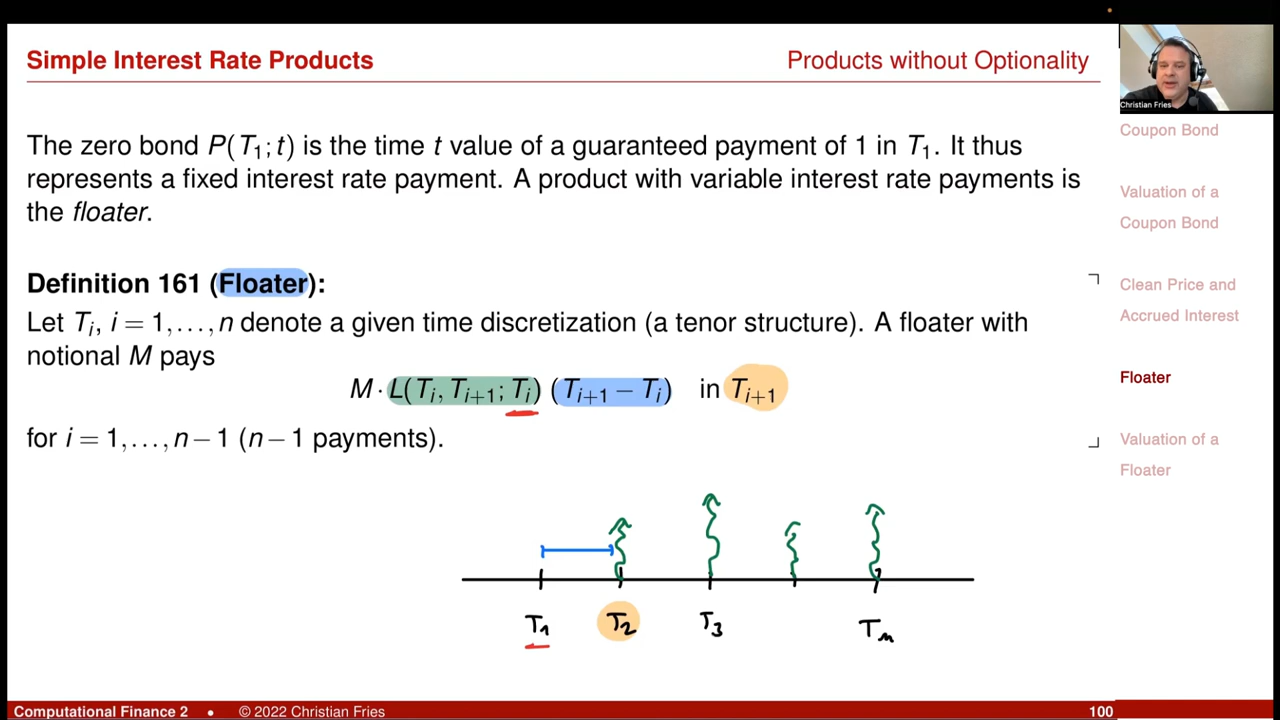 Simple Interest Rate Products
Products without Optionality
Christian Fries
The zero bond P(T₁; t) is the time t value of a guaranteed payment of 1 in T₁. It thus
represents a fixed interest rate payment. A product with variable interest rate payments is
the floater.
Definition 161 (Floater):
Let Tᵢ, i = 1,...,n denote a given time discretization (a tenor structure). A floater with
notional M pays
M · L(Tᵢ, Tᵢ₊₁; Tᵢ) (Tᵢ₊₁ − Tᵢ) in Tᵢ₊₁
for i = 1,...,n−1 (n−1 payments).
T₁ T₂ T₃ Tₙ
Coupon Bond
Valuation of a
Coupon Bond
Clean Price and
Accrued Interest
Floater
Valuation of a
Floater
Computational Finance 2 • © 2022 Christian Fries
100